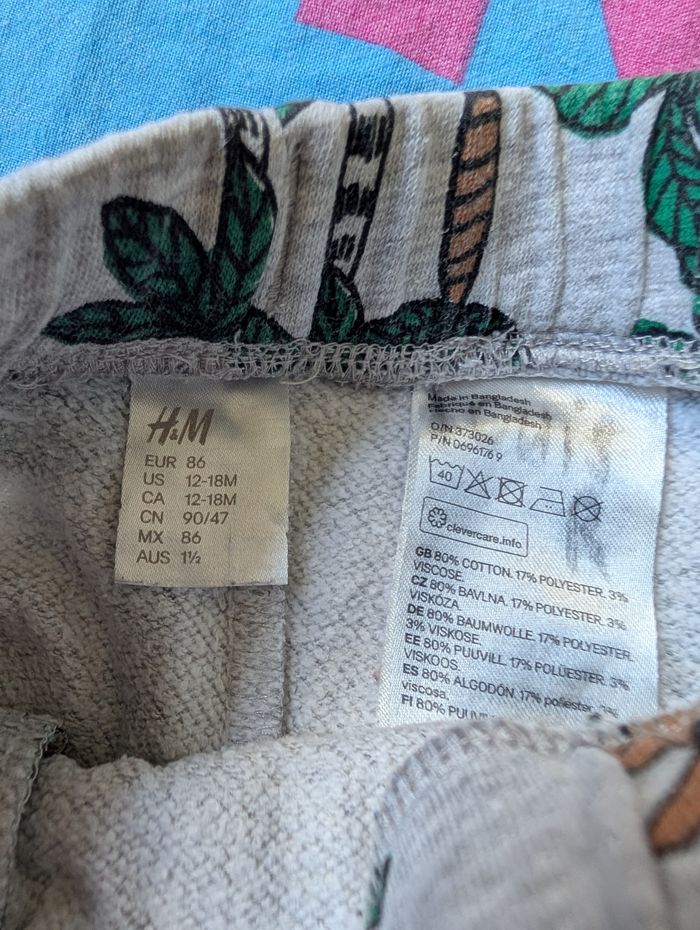 H&M
EUR 86
US 12-18M
CA 12-18M
CN 90/47
MX 86
AUS 1½
Made in Bangladesh
Fabriqué en Bangladesh
Hecho en Bangladesh
O/N 373026
P/N 0696176 9
40
clevercare.info
GB 80% COTTON. 17% POLYESTER. 3%
VISCOSE.
CZ 80% BAVLNA. 17% POLYESTER. 3%
VISKÓZA.
DE 80% BAUMWOLLE. 17% POLYESTER.
3% VISKOSE.
EE 80% PUUVILL. 17% POLÜESTER. 3%
VISKOOS.
ES 80% ALGODÓN. 17% poliester. 3%
viscosa.
FI 80%